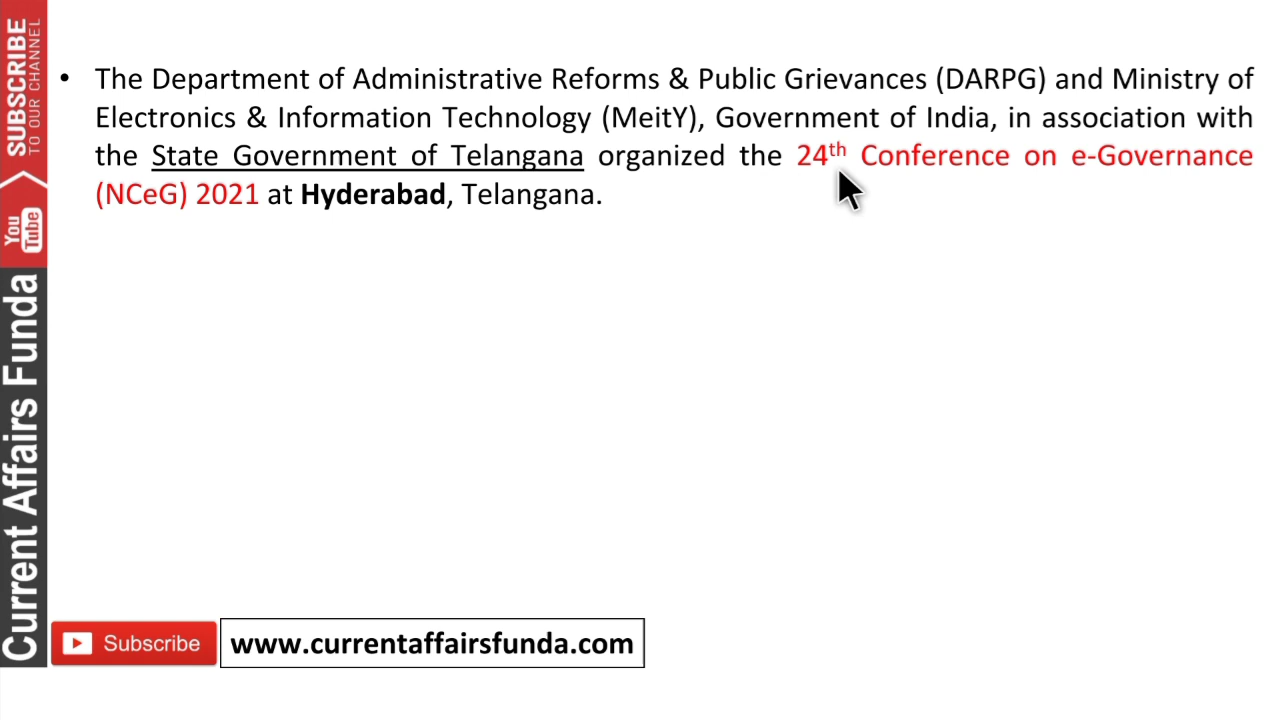 SUBSCRIBE
TO OUR CHANNEL
You
Tube
Current Affairs Funda
• The Department of Administrative Reforms & Public Grievances (DARPG) and Ministry of
Electronics & Information Technology (MeitY), Government of India, in association with
the State Government of Telangana organized the 24th Conference on e-Governance
(NCeG) 2021 at Hyderabad, Telangana.
Subscribe
www.currentaffairsfunda.com